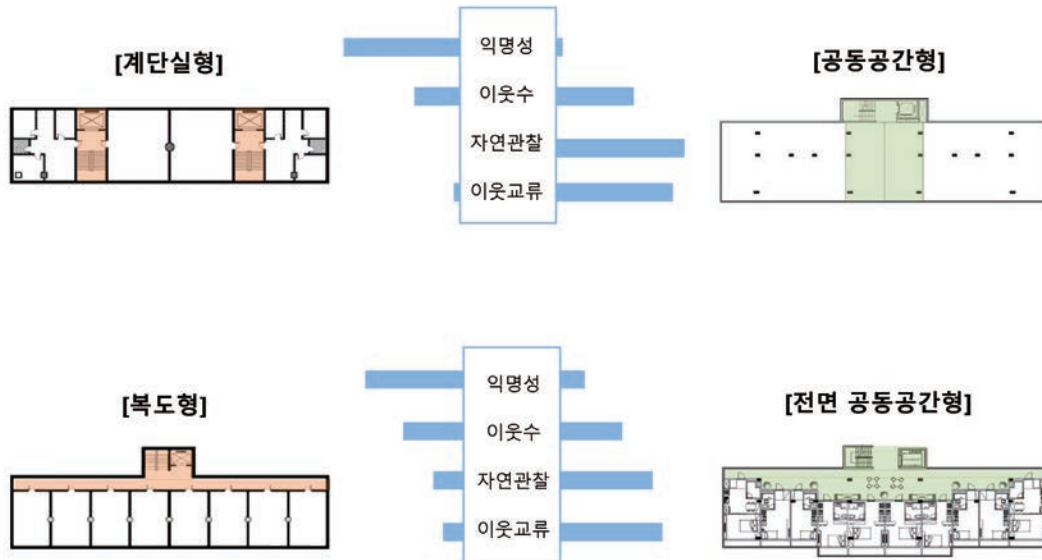 [계단실형]
익명성
이웃수
자연관찰
이웃교류
[공동공간형]
[복도형]
익명성
이웃수
자연관찰
이웃교류
[전면 공동공간형]